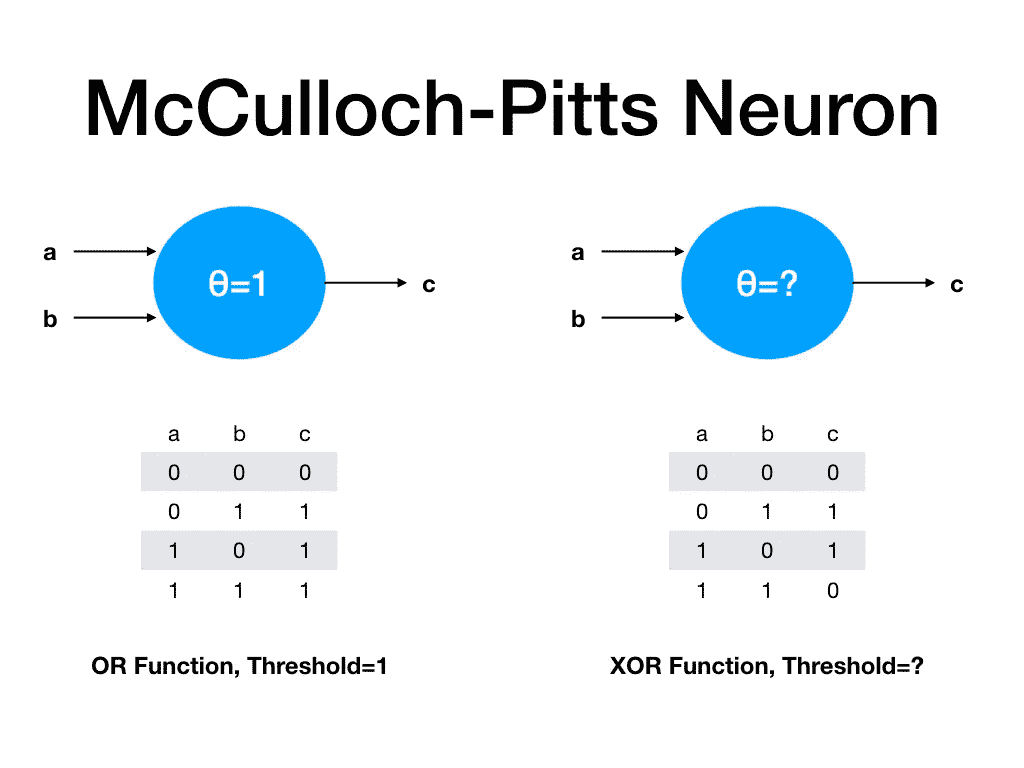 McCulloch-Pitts Neuron
a
b
θ=1
c
a
b
θ=?
c
a b c
0 0 0
0 1 1
1 0 1
1 1 1
a b c
0 0 0
0 1 1
1 0 1
1 1 0
OR Function, Threshold=1
XOR Function, Threshold=?